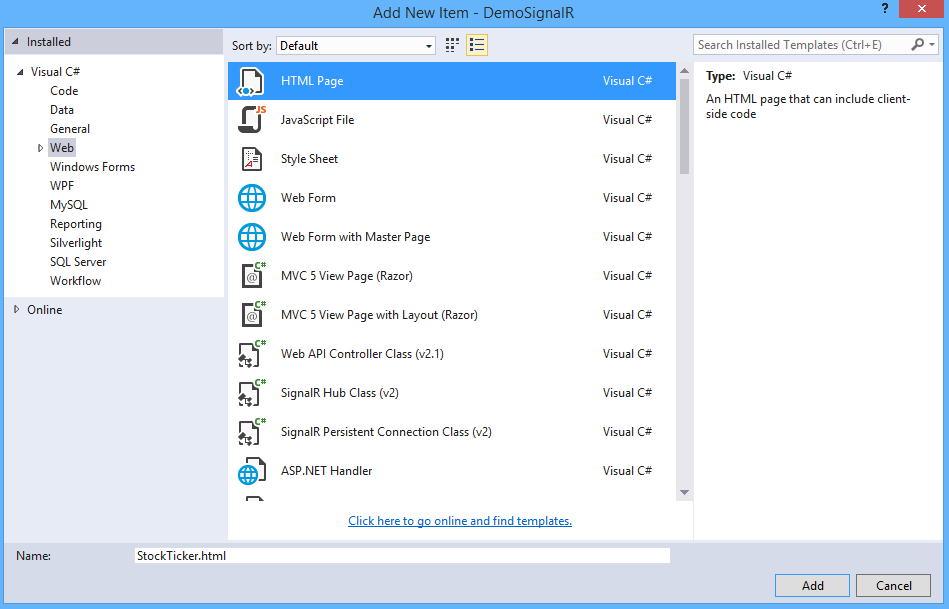 Add New Item - DemoSignalR
?
Installed
Sort by: Default
Search Installed Templates (Ctrl+E)
Visual C#
Code
Data
General
Web
Windows Forms
WPF
MySQL
Reporting
Silverlight
SQL Server
Workflow
Online
HTML Page Visual C#
JavaScript File Visual C#
Style Sheet Visual C#
Web Form Visual C#
Web Form with Master Page Visual C#
MVC 5 View Page (Razor) Visual C#
MVC 5 View Page with Layout (Razor) Visual C#
Web API Controller Class (v2.1) Visual C#
SignalR Hub Class (v2) Visual C#
SignalR Persistent Connection Class (v2) Visual C#
ASP.NET Handler Visual C#
Click here to go online and find templates.
Type: Visual C#
An HTML page that can include client-
side code
Name: StockTicker.html
Add Cancel